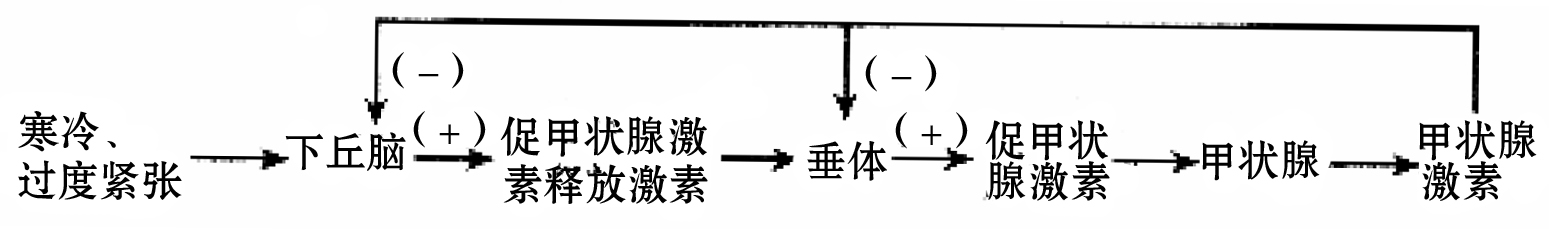 (-)
(-)
寒冷、
过度紧张
下丘脑
(+)
促甲状腺激
素释放激素
垂体
(+)
促甲状
腺激素
甲状腺
甲状腺
激素